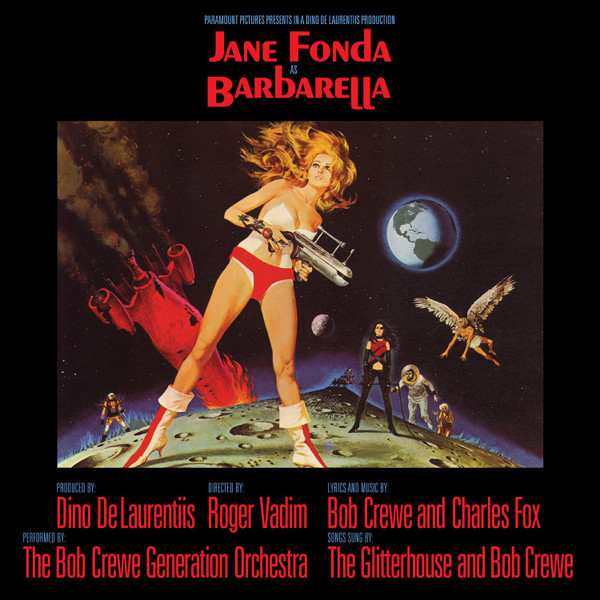 PARAMOUNT PICTURES PRESENTS IN A DINO DE LAURENTIIS PRODUCTION
JANE FONDA
AS
BARBARELLA
PRODUCED BY:
Dino De Laurentiis
DIRECTED BY:
Roger Vadim
LYRICS AND MUSIC BY:
Bob Crewe and Charles Fox
PERFORMED BY:
The Bob Crewe Generation Orchestra
SONGS SUNG BY:
The Glitterhouse and Bob Crewe